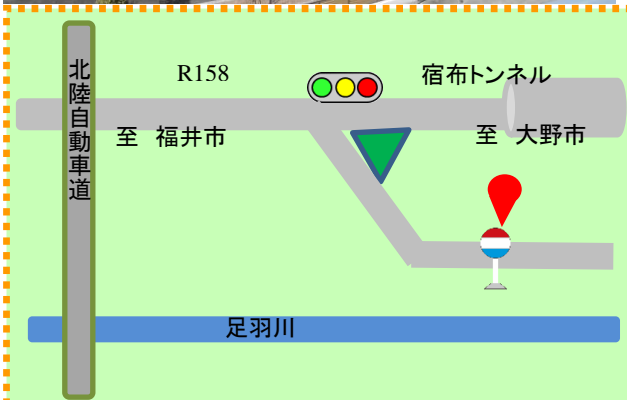 北陸自動車道
R158
宿布トンネル
至　福井市
至　大野市
足羽川